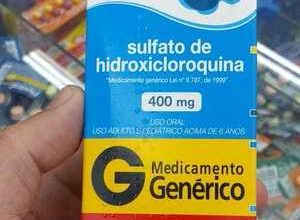 sulfato de
hidroxicloroquina
"Medicamento genérico Lei nº 9.787, de 1999"
400 mg
USO ORAL
USO ADULTO E PEDIÁTRICO ACIMA DE 6 ANOS
G Medicamento
Genérico